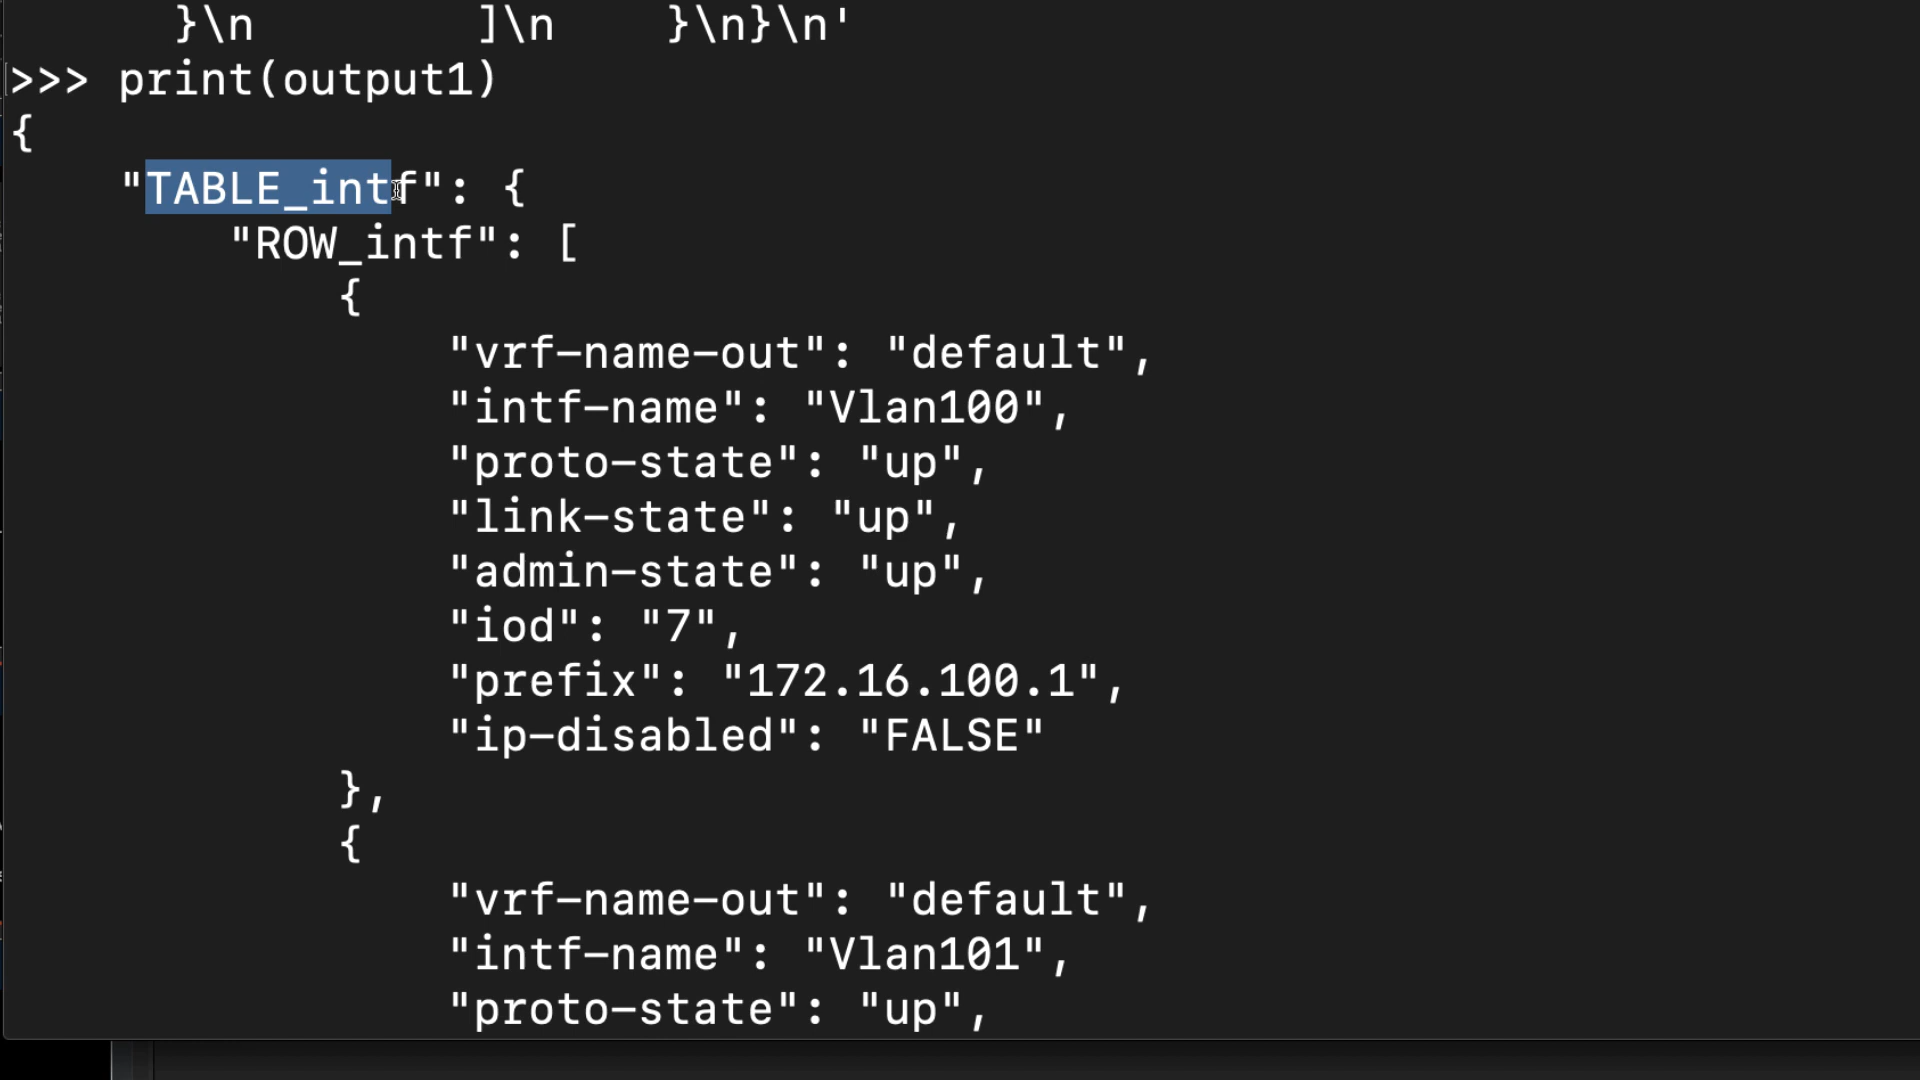 }\n         ]\n    }\n}\n'
>>> print(output1)
{
    "TABLE_intf": {
        "ROW_intf": [
            {
                "vrf-name-out": "default",
                "intf-name": "Vlan100",
                "proto-state": "up",
                "link-state": "up",
                "admin-state": "up",
                "iod": "7",
                "prefix": "172.16.100.1",
                "ip-disabled": "FALSE"
            },
            {
                "vrf-name-out": "default",
                "intf-name": "Vlan101",
                "proto-state": "up",